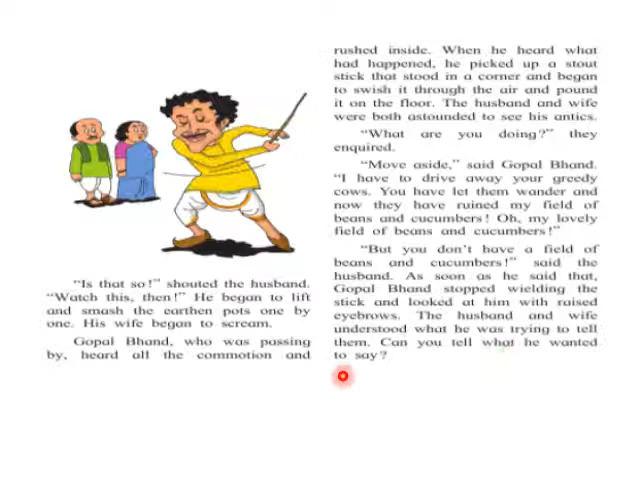 "Is that so!" shouted the husband.
"Watch this, then!" He began to lift
and smash the earthen pots one by
one. His wife began to scream.
Gopal Bhand, who was passing
by, heard all the commotion and
rushed inside. When he heard what
had happened, he picked up a stout
stick that stood in a corner and began
to swish it through the air and pound
it on the floor. The husband and wife
were both astounded to see his antics.
"What are you doing?" they
enquired.
"Move aside," said Gopal Bhand.
"I have to drive away your greedy
cows. You have let them wander and
now they have ruined my field of
beans and cucumbers! Oh, my lovely
field of beans and cucumbers!"
"But you don't have a field of
beans and cucumbers!" said the
husband. As soon as he said that,
Gopal Bhand stopped wielding the
stick and looked at him with raised
eyebrows. The husband and wife
understood what he was trying to tell
them. Can you tell what he wanted
to say?